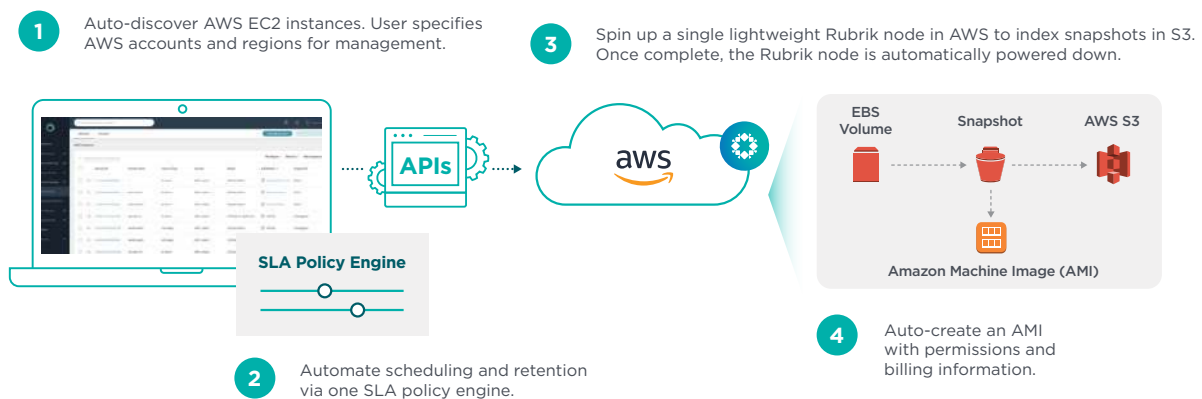 1
Auto-discover AWS EC2 instances. User specifies
AWS accounts and regions for management.
3
Spin up a single lightweight Rubrik node in AWS to index snapshots in S3.
Once complete, the Rubrik node is automatically powered down.
APIs
aws
EBS
Volume
Snapshot
AWS S3
Amazon Machine Image (AMI)
SLA Policy Engine
2
Automate scheduling and retention
via one SLA policy engine.
4
Auto-create an AMI
with permissions and
billing information.